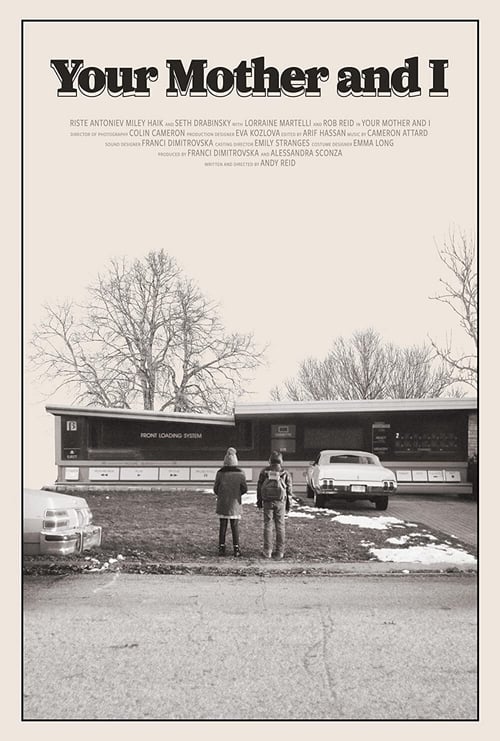 Your Mother and I
RISTE ANTONIEV MILEY HAIK AND SETH DRABINSKY WITH LORRAINE MARTELLI AND ROB REID IN YOUR MOTHER AND I
DIRECTOR OF PHOTOGRAPHY COLIN CAMERON PRODUCTION DESIGNER EVA KOZLOVA EDITED BY ARIF HASSAN MUSIC BY CAMERON ATTARD
SOUND DESIGNER FRANCI DIMITROVSKA CASTING DIRECTOR EMILY STRANGES COSTUME DESIGNER EMMA LONG
PRODUCED BY FRANCI DIMITROVSKA AND ALESSANDRA SCONZA
WRITTEN AND DIRECTED BY ANDY REID
FRONT LOADING SYSTEM
EJECT